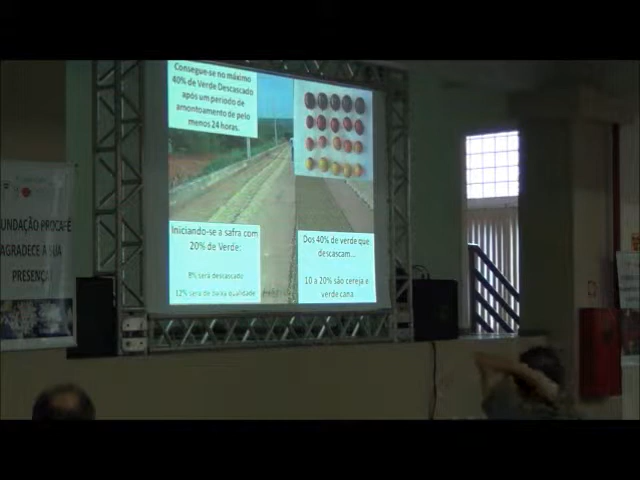 Consegue-se no máximo
40% de Verde Descascado
após um período de
amontoamento de pelo
menos 24 horas.
Iniciando-se a safra com
20% de Verde:
8% será descascado
12% será de baixa qualidade
Dos 40% de verde que
descascam...
10 a 20% são cereja e
verde cana
UNDAÇÃO PROCAFÉ
AGRADECE A SUA
PRESENÇA